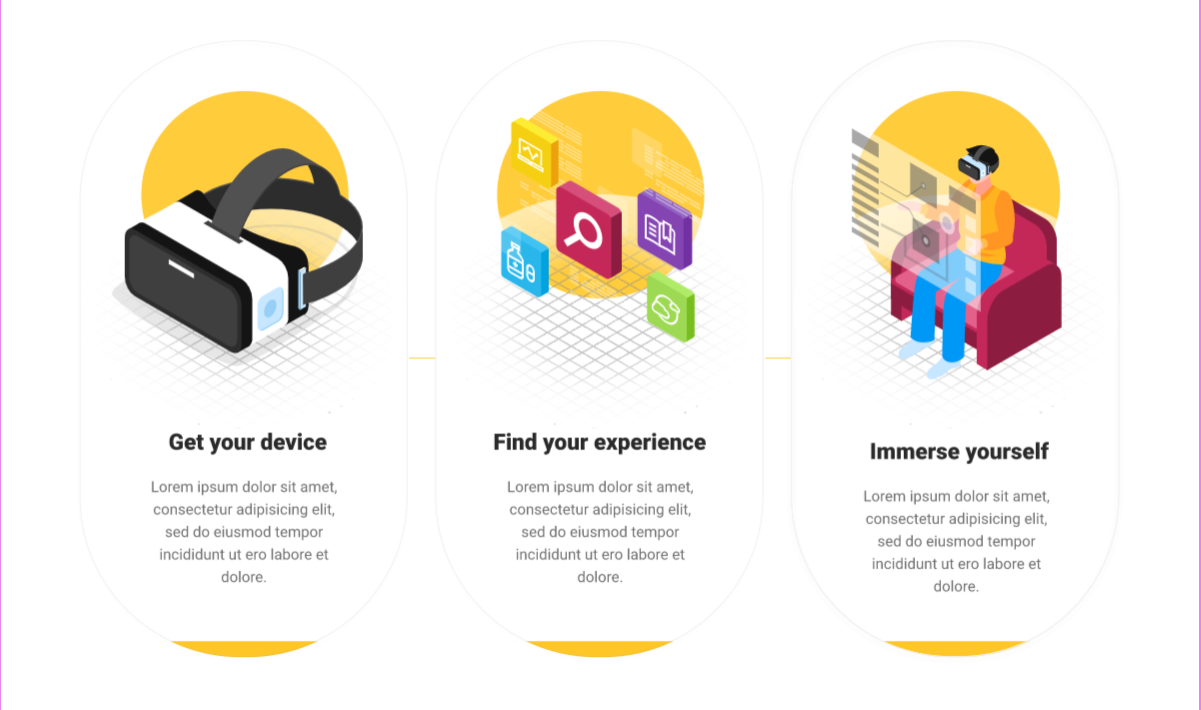 Get your device
Lorem ipsum dolor sit amet,
consectetur adipisicing elit,
sed do eiusmod tempor
incididunt ut ero labore et
dolore.
Find your experience
Lorem ipsum dolor sit amet,
consectetur adipisicing elit,
sed do eiusmod tempor
incididunt ut ero labore et
dolore.
Immerse yourself
Lorem ipsum dolor sit amet,
consectetur adipisicing elit,
sed do eiusmod tempor
incididunt ut ero labore et
dolore.